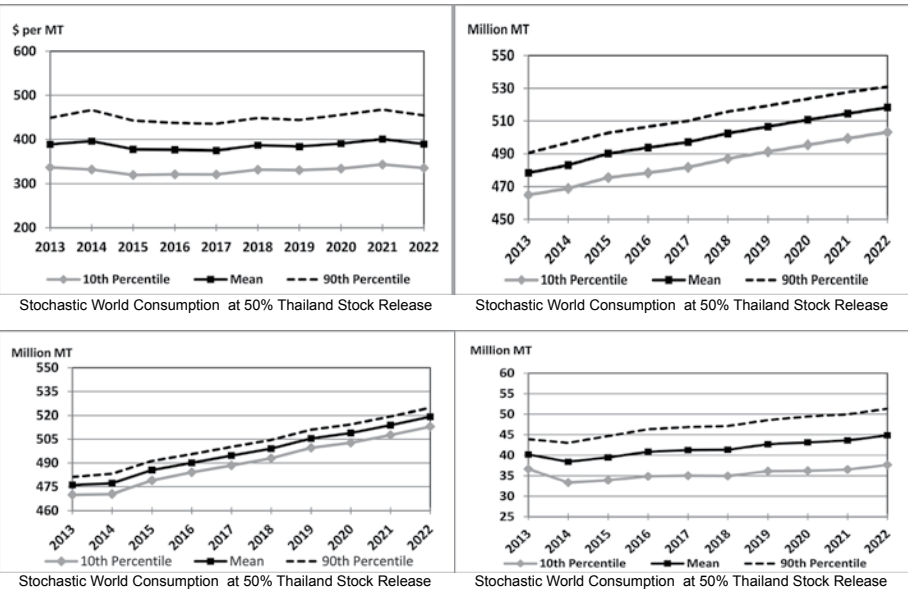 $ per MT
600
500
400
300
200
2013 2014 2015 2016 2017 2018 2019 2020 2021 2022
10th Percentile Mean 90th Percentile
Stochastic World Consumption at 50% Thailand Stock Release
Million MT
550
530
510
490
470
450
2013 2014 2015 2016 2017 2018 2019 2020 2021 2022
10th Percentile Mean 90th Percentile
Stochastic World Consumption at 50% Thailand Stock Release
Million MT
550
535
520
505
490
475
460
2013 2014 2015 2016 2017 2018 2019 2020 2021 2022
10th Percentile Mean 90th Percentile
Stochastic World Consumption at 50% Thailand Stock Release
Million MT
60
55
50
45
40
35
30
25
2013 2014 2015 2016 2017 2018 2019 2020 2021 2022
10th Percentile Mean 90th Percentile
Stochastic World Consumption at 50% Thailand Stock Release